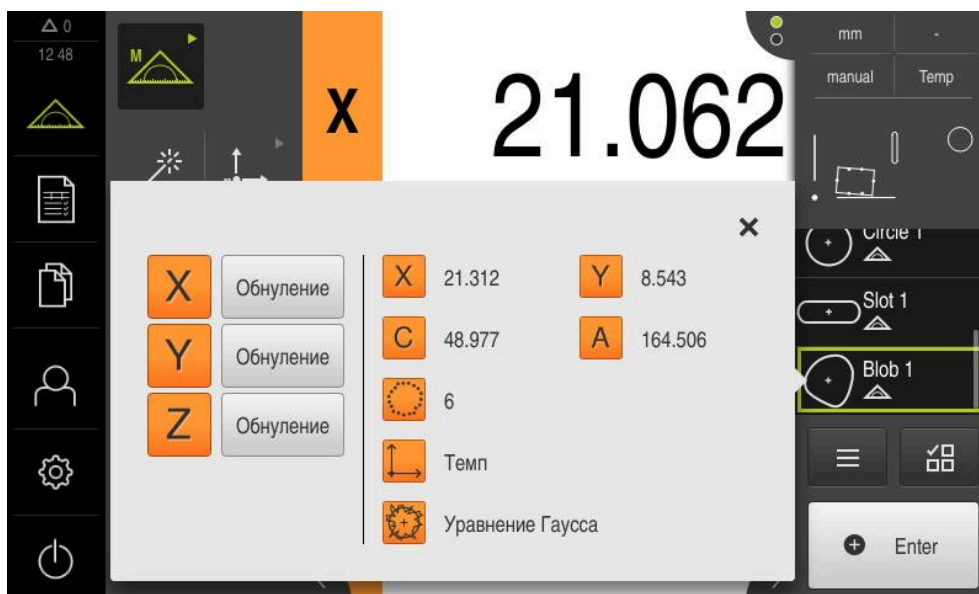 0
12 48
M
X
21.062
mm
-
manual
Temp
Circle 1
Slot 1
Blob 1
X
Обнуление
Y
Обнуление
Z
Обнуление
X
21.312
Y
8.543
C
48.977
A
164.506
6
Темп
Уравнение Гаусса
Enter